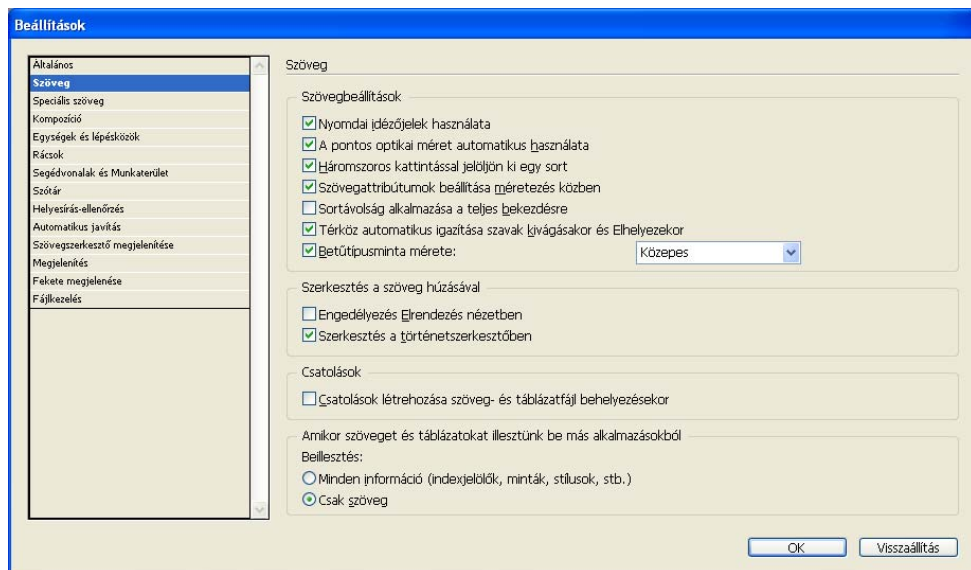 Beállítások
Általános
Szöveg
Speciális szöveg
Kompozíció
Egységek és lépésközök
Rácsok
Segédvonalak és Munkaterület
Szótár
Helyesírás-ellenőrzés
Automatikus javítás
Szövegszerkesztő megjelenítése
Megjelenítés
Fekete megjelenése
Fájlkezelés
Szöveg
Szövegbeállítások
Nyomdai idézőjelek használata
A pontos optikai méret automatikus használata
Háromszoros kattintással jelöljön ki egy sort
Szövegattribútumok beállítása méretezés közben
Sortávolság alkalmazása a teljes bekezdésre
Térköz automatikus igazítása szavak kivágásakor és Elhelyezekor
Betűtípusminta mérete: Közepes
Szerkesztés a szöveg húzásával
Engedélyezés Elrendezés nézetben
Szerkesztés a történetszerkesztőben
Csatolások
Csatolások létrehozása szöveg- és táblázatfájl behelyezésekor
Amikor szöveget és táblázatokat illesztünk be más alkalmazásokból
Beillesztés:
Minden információ (indexjelölők, minták, stílusok, stb.)
Csak szöveg
OK Visszaállítás